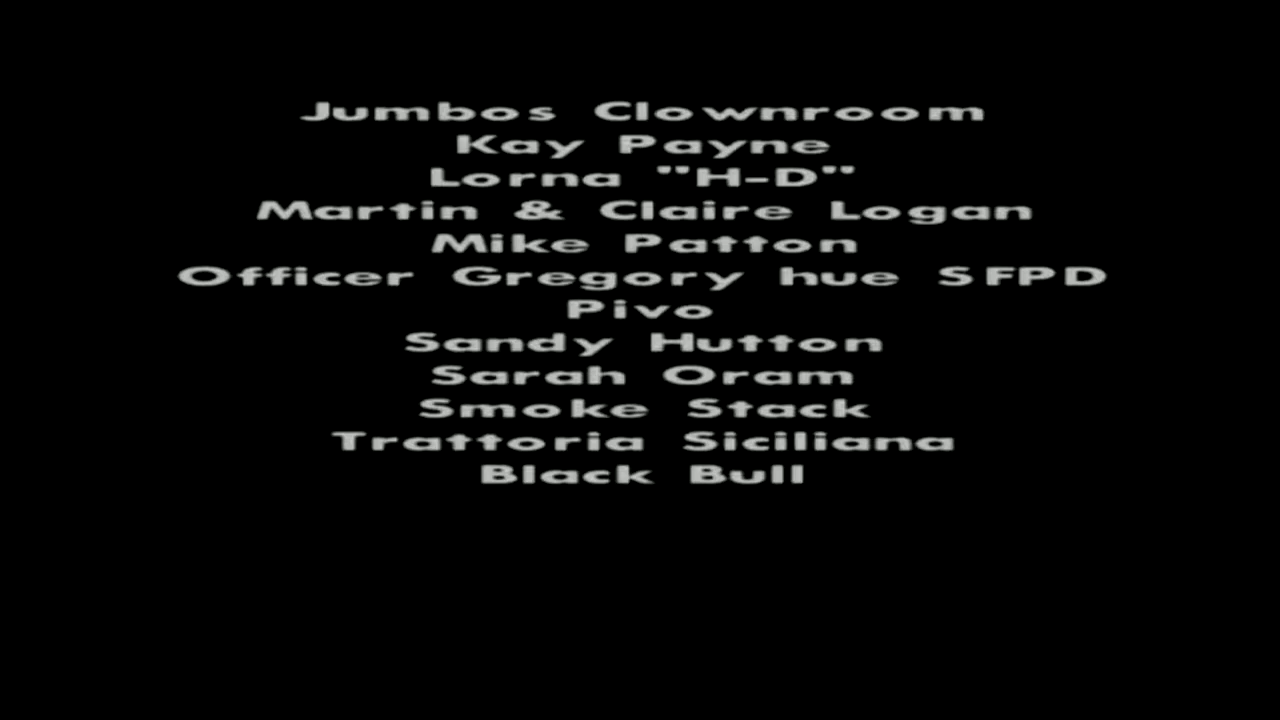 Jumbos Clownroom
Kay Payne
Lorna "H-D"
Martin & Claire Logan
Mike Patton
Officer Gregory hue SFPD
Pivo
Sandy Hutton
Sarah Oram
Smoke Stack
Trattoria Siciliana
Black Bull